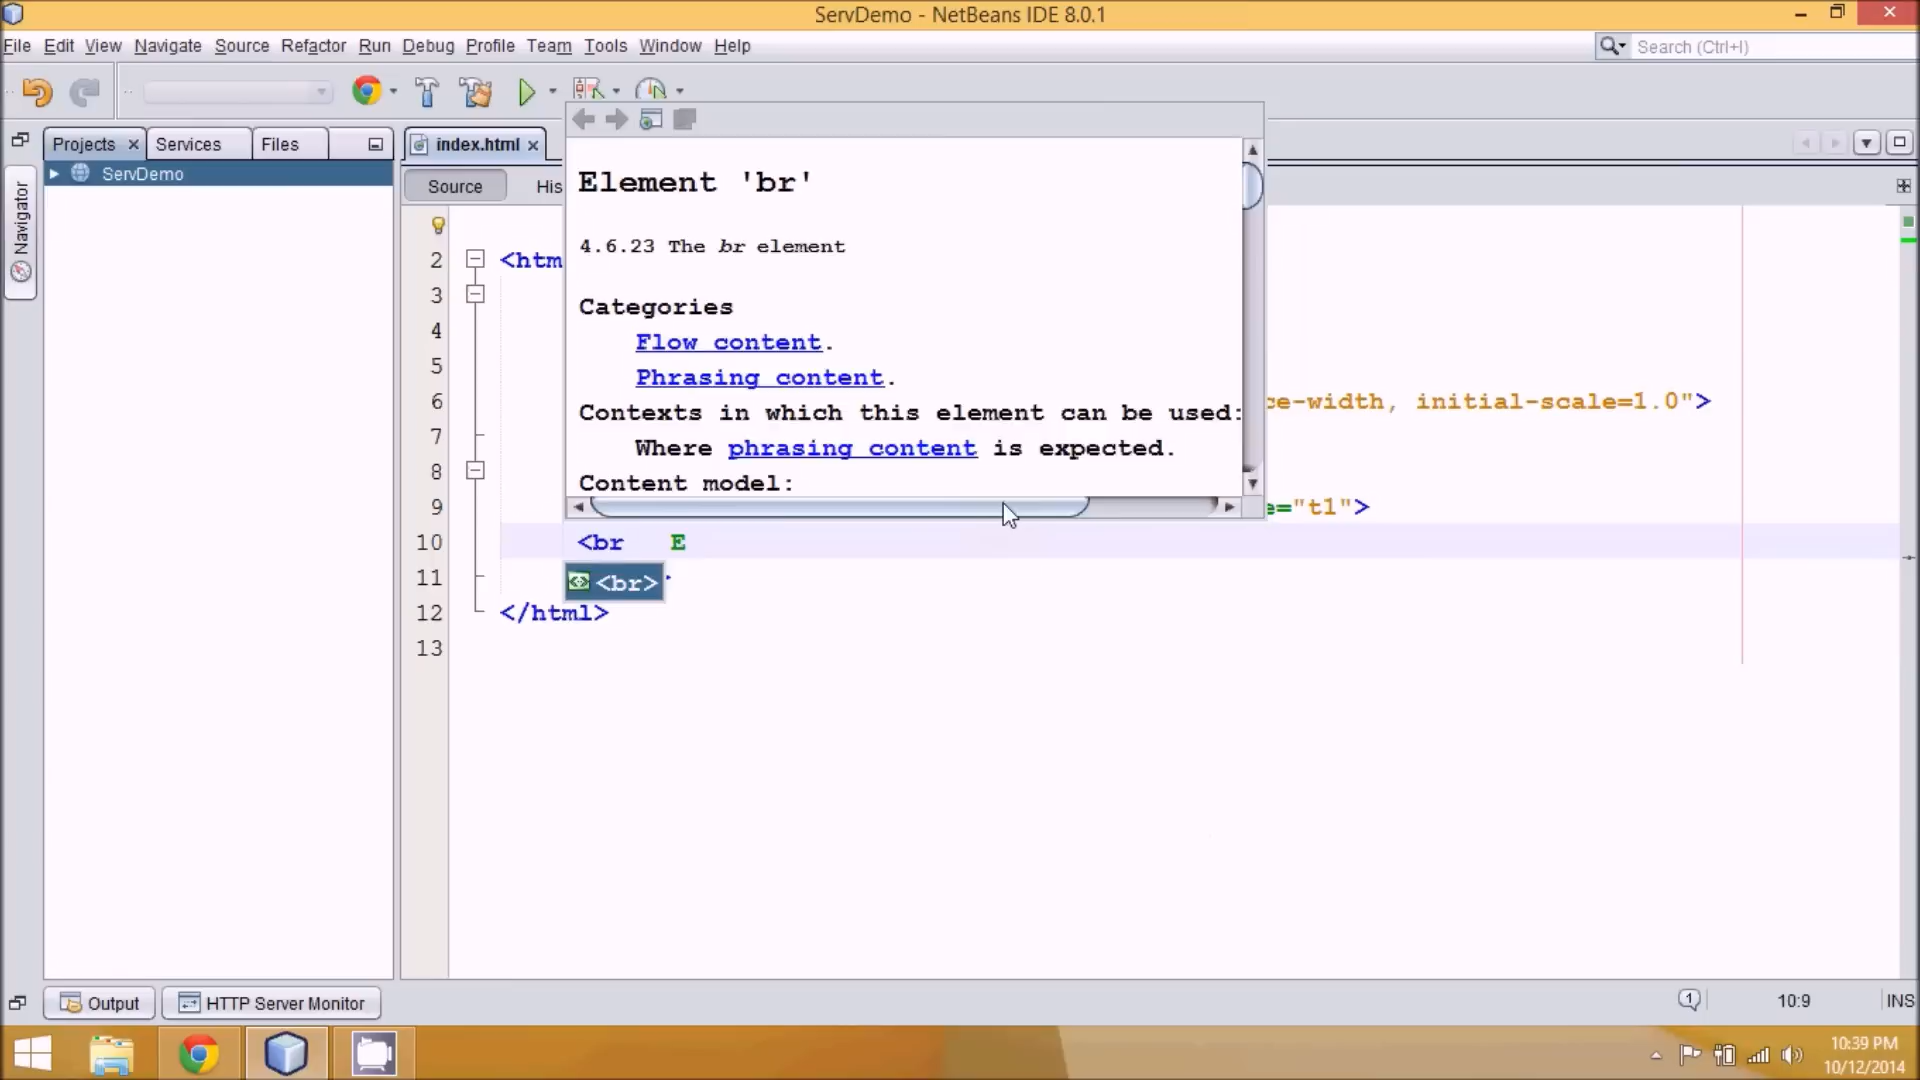 ServDemo - NetBeans IDE 8.0.1
File Edit View Navigate Source Refactor Run Debug Profile Team Tools Window Help
Search (Ctrl+I)
Projects Services Files
index.html
ServDemo
Navigator
Source His
Element 'br'
4.6.23 The br element
Categories
Flow content.
Phrasing content.
Contexts in which this element can be used:
Where phrasing content is expected.
Content model:
2 <htm
3
4
5
6 ce-width, initial-scale=1.0">
7
8
9 e="t1">
10 <br E
11
<br>
12 </html>
13
Output HTTP Server Monitor
1
10:9 INS
10:39 PM
10/12/2014